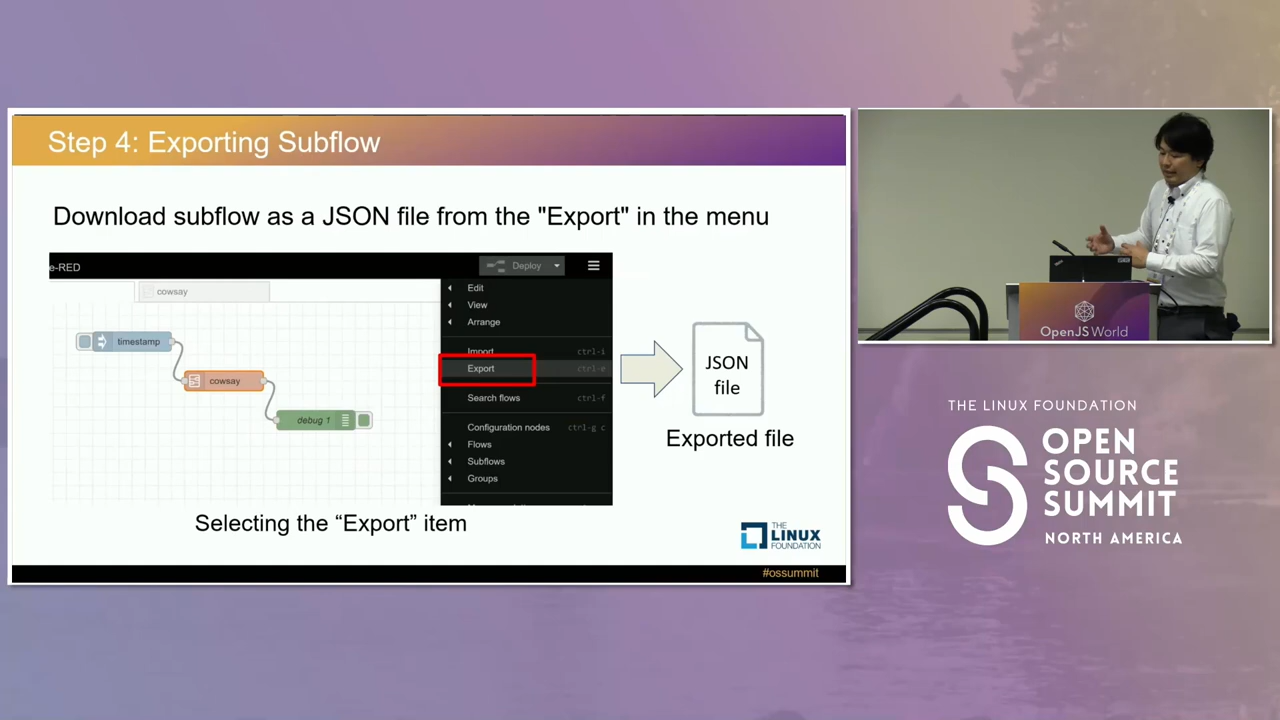 Step 4: Exporting Subflow
Download subflow as a JSON file from the "Export" in the menu
e-RED
Deploy
cowsay
timestamp
cowsay
debug 1
Edit
View
Arrange
Import ctrl-i
Export
Search flows ctrl-f
Configuration nodes ctrl-g c
Flows
Subflows
Groups
JSON
file
Exported file
Selecting the “Export” item
THE
LINUX
FOUNDATION
#ossummit
OpenJS World
THE LINUX FOUNDATION
OPEN
SOURCE
SUMMIT
NORTH AMERICA